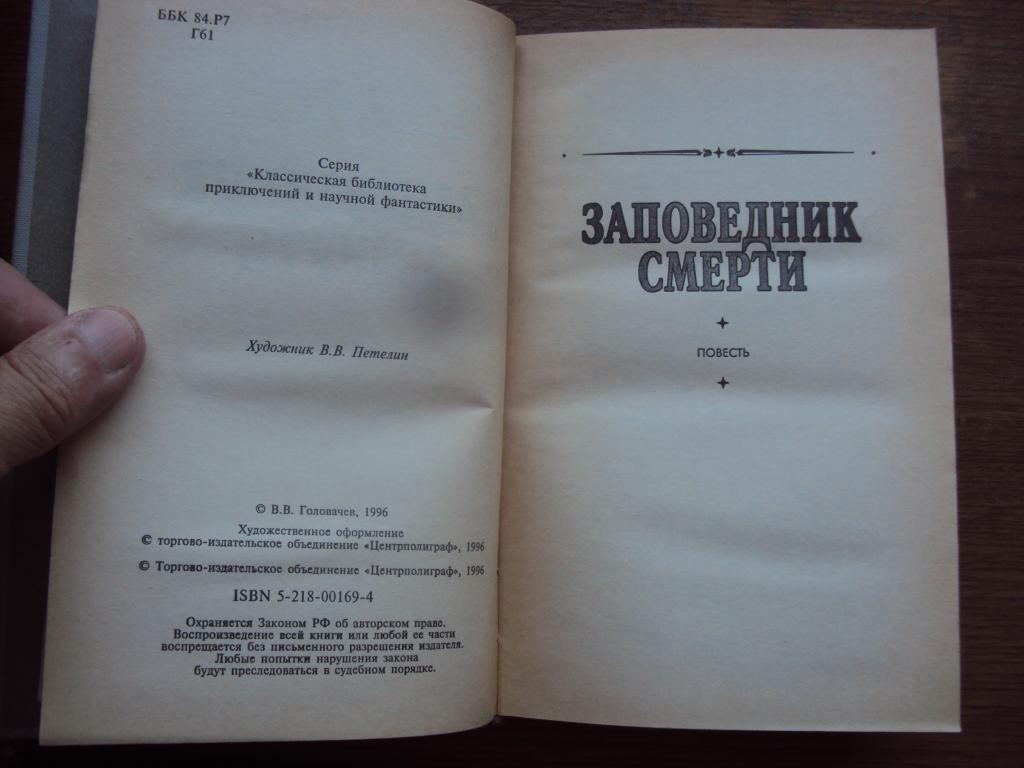 ББК 84.Р7
Г61
Серия
«Классическая библиотека
приключений и научной фантастики»
Художник В.В. Петелин
© В.В. Головачев, 1996
Художественное оформление
© торгово-издательское объединение «Центрполиграф», 1996
© Торгово-издательское объединение «Центрполиграф», 1996
ISBN 5-218-00169-4
Охраняется Законом РФ об авторском праве.
Воспроизведение всей книги или любой ее части
воспрещается без письменного разрешения издателя.
Любые попытки нарушения закона
будут преследоваться в судебном порядке.
ЗАПОВЕДНИК
СМЕРТИ
ПОВЕСТЬ